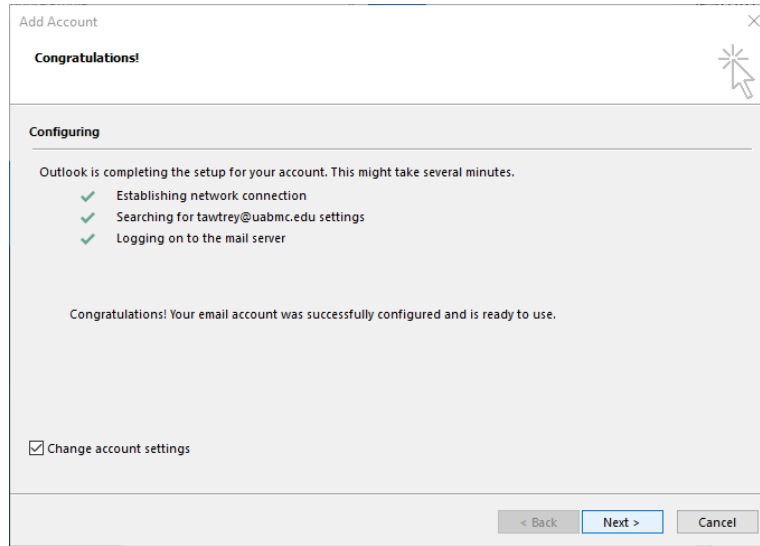 Add Account
Congratulations!
Configuring
Outlook is completing the setup for your account. This might take several minutes.
Establishing network connection
Searching for tawtrey@uabmc.edu settings
Logging on to the mail server
Congratulations! Your email account was successfully configured and is ready to use.
Change account settings
< Back Next > Cancel